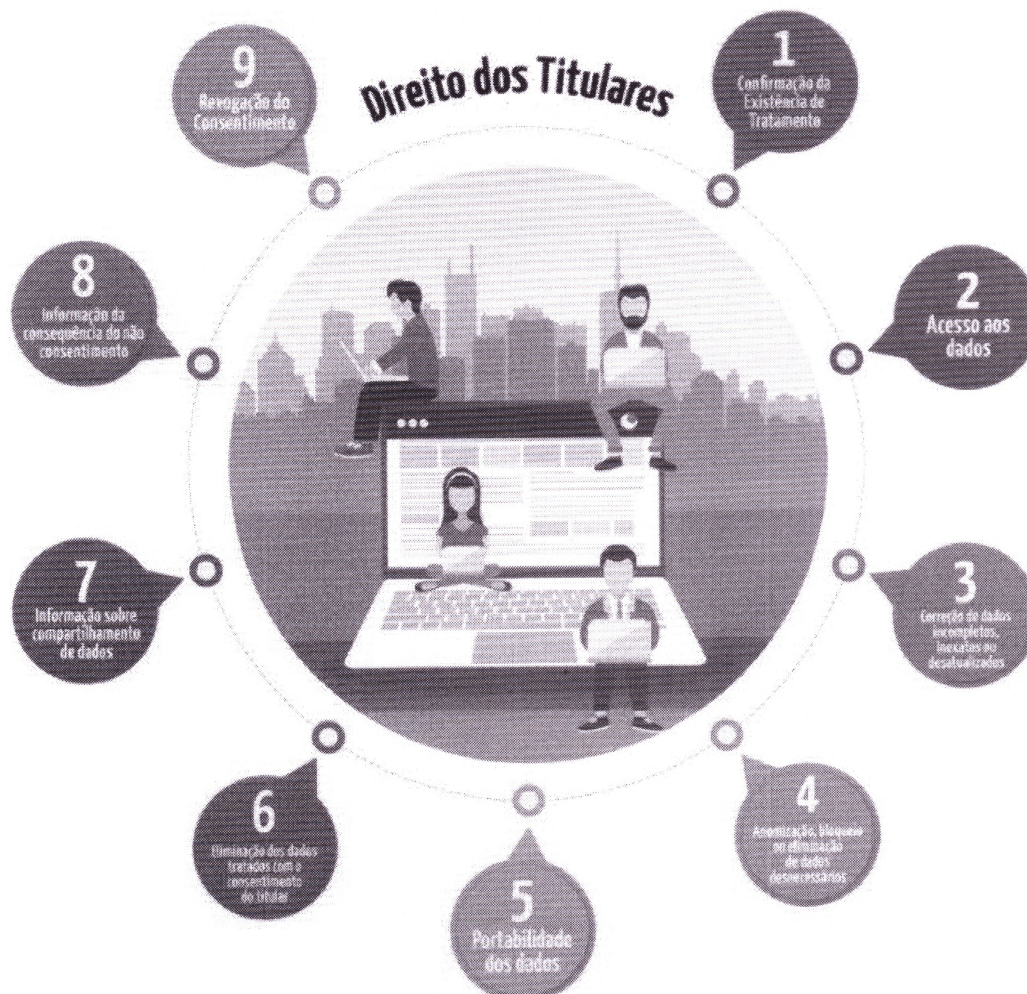 Direito dos Titulares
1
Confirmação da
Existência de
Tratamento
2
Acesso aos
dados
3
Correção de dados
incompletos,
inexatos ou
desatualizados
4
Anomização, bloqueio
ou eliminação
de dados
desnecessários
5
Portabilidade
dos dados
6
Eliminação dos dados
tratados com o
consentimento
do titular
7
Informação sobre
compartilhamento
de dados
8
Informação da
consequência do não
consentimento
9
Revogação do
Consentimento